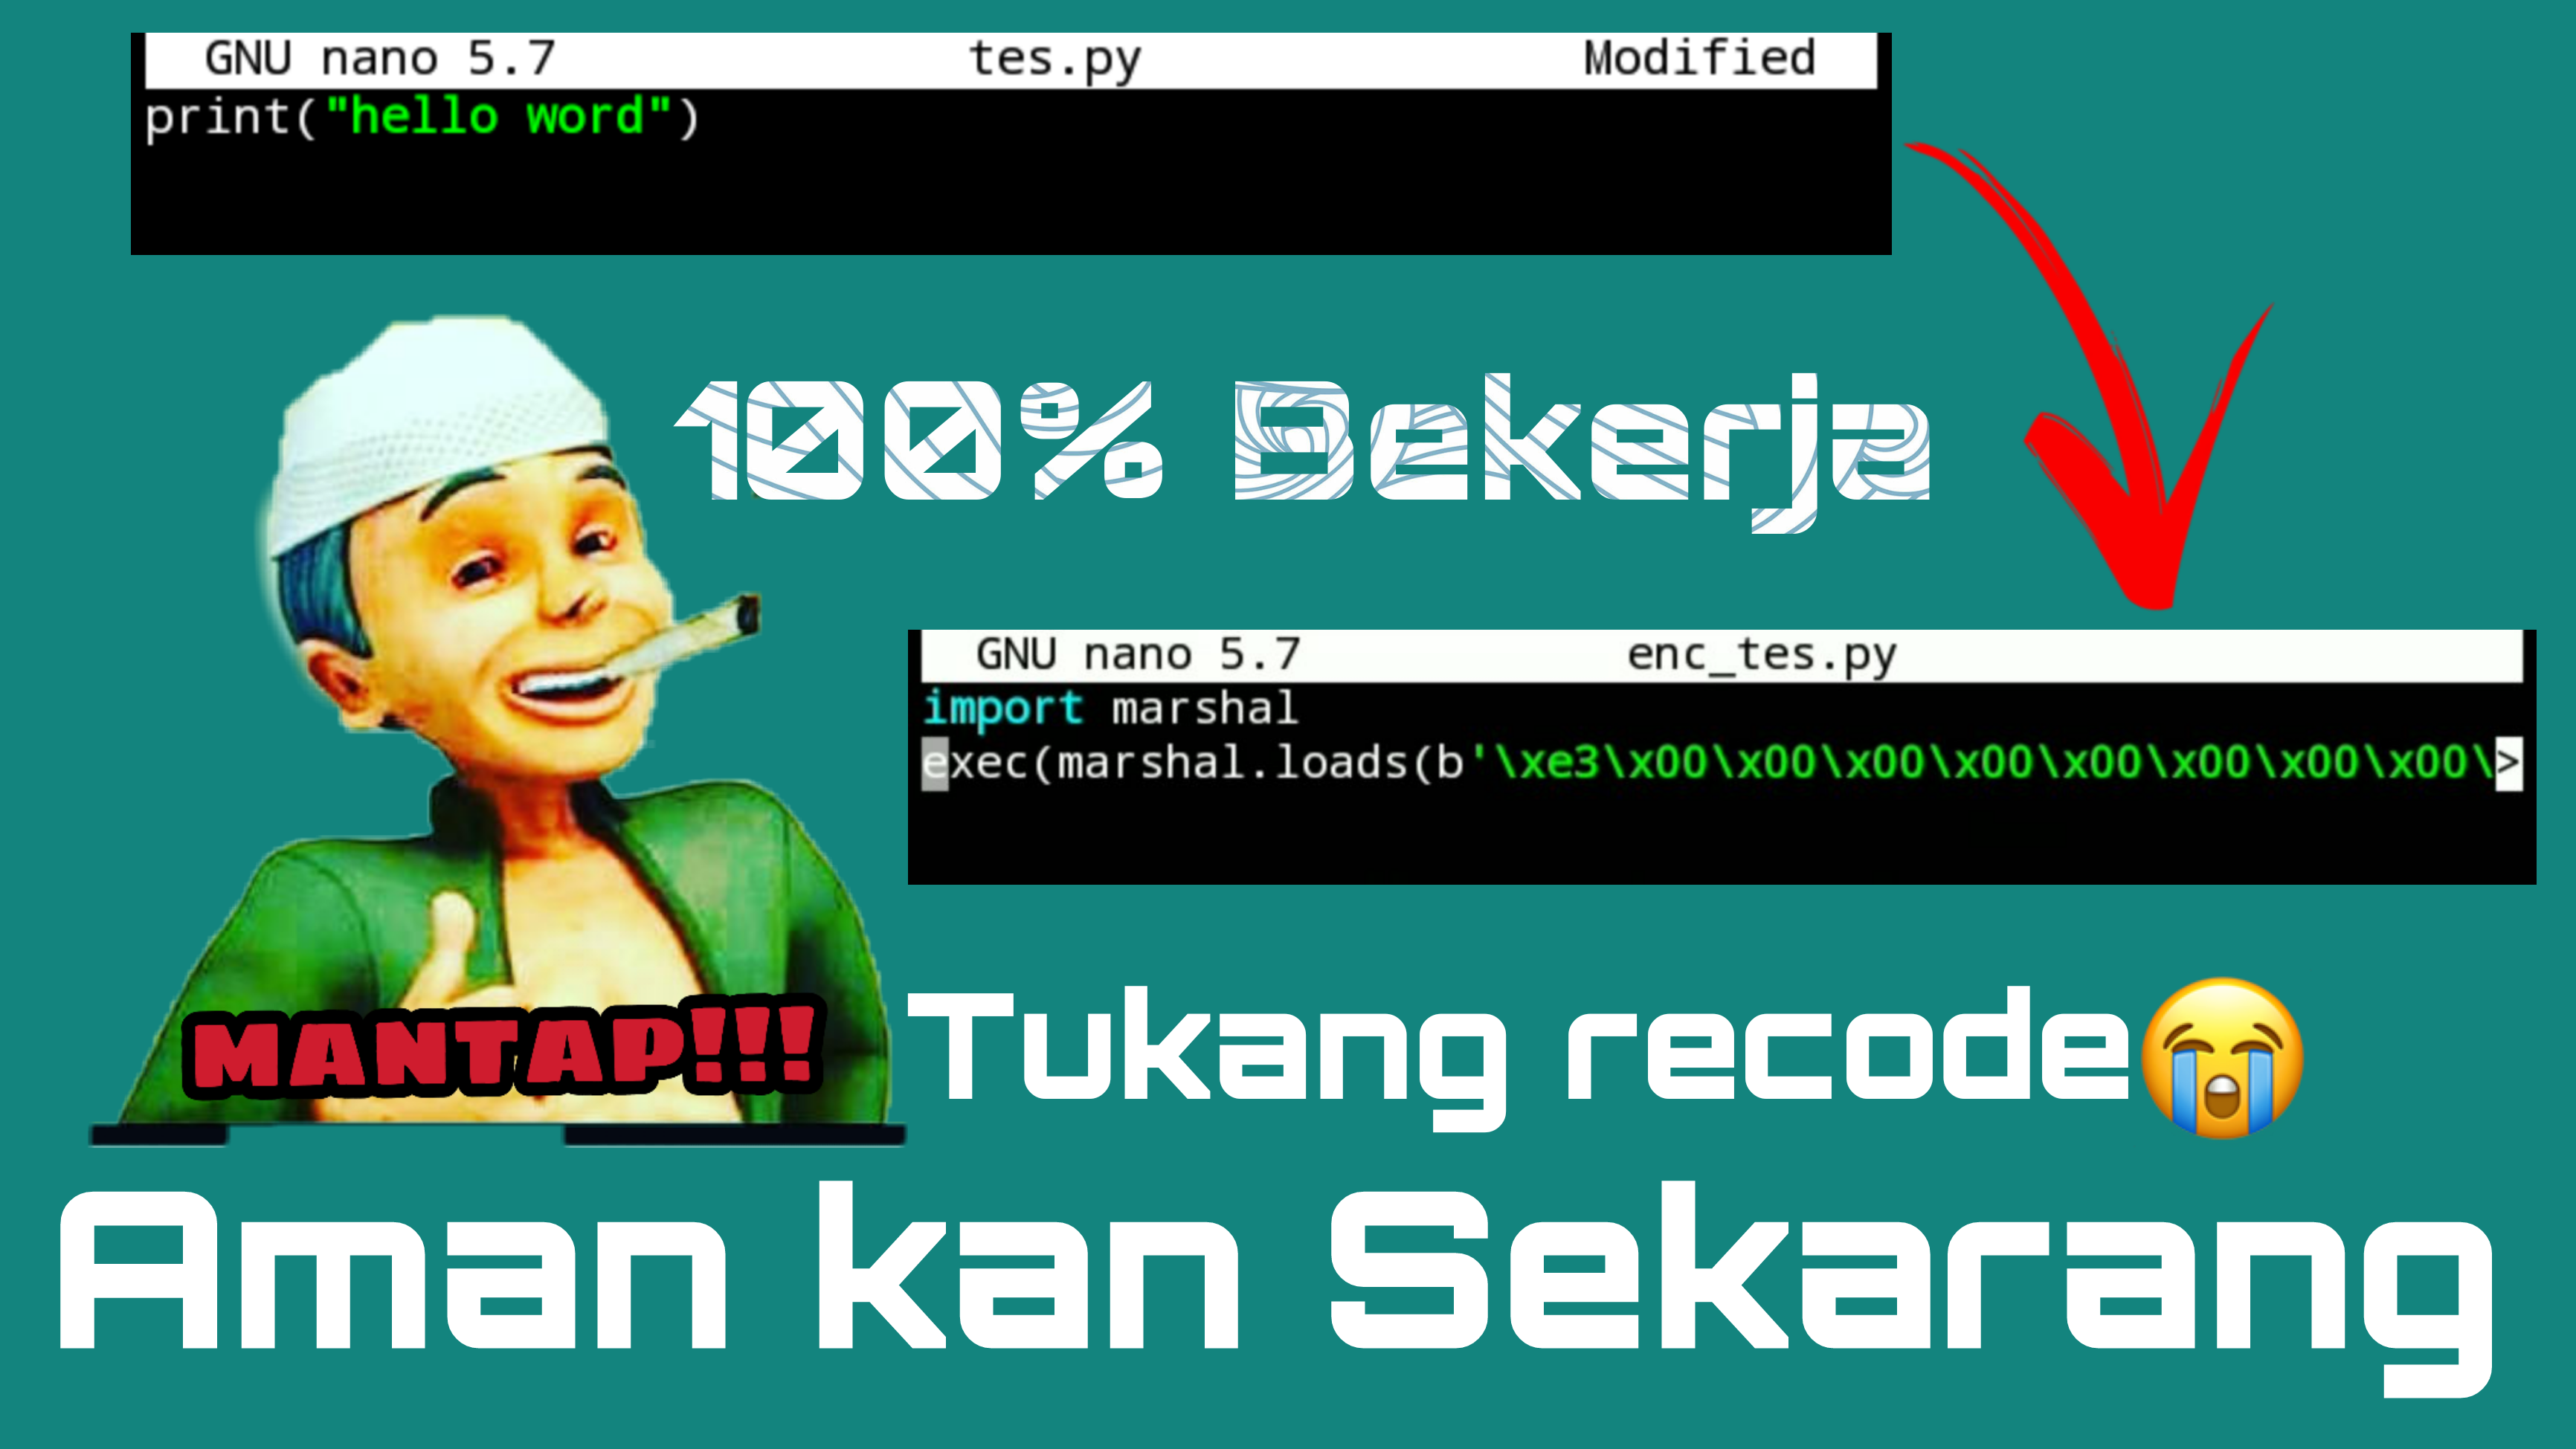 GNU nano 5.7 tes.py Modified
print("hello word")
100% Bekerja
GNU nano 5.7 enc_tes.py
import marshal
exec(marshal.loads(b'\xe3\x00\x00\x00\x00\x00\x00\x00\x00\>
MANTAP!!!
Tukang recode😭
Aman kan Sekarang